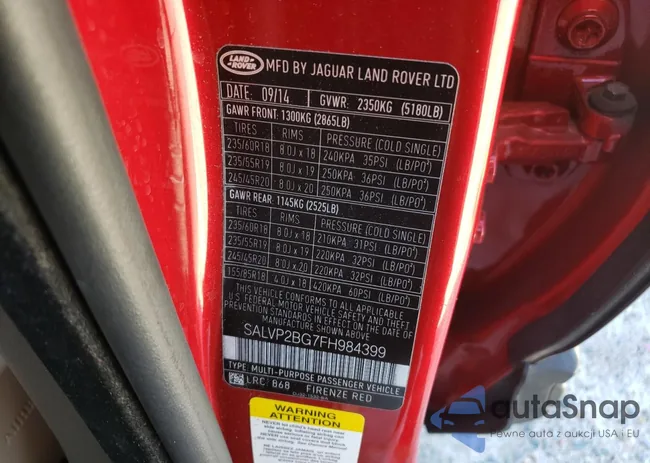 LAND ROVER
MFD BY JAGUAR LAND ROVER LTD
DATE: 09/14 GVWR: 2350KG (5180LB)
GAWR FRONT: 1300KG (2865LB)
TIRES RIMS PRESSURE (COLD SINGLE)
235/60R18 8.0J x 18 240KPA 35PSI (LB/PO²)
235/55R19 8.0J x 19 250KPA 36PSI (LB/PO²)
245/45R20 8.0J x 20 250KPA 36PSI (LB/PO²)
GAWR REAR: 1145KG (2525LB)
TIRES RIMS PRESSURE (COLD SINGLE)
235/60R18 8.0J x 18 210KPA 31PSI (LB/PO²)
235/55R19 8.0J x 19 220KPA 32PSI (LB/PO²)
245/45R20 8.0J x 20 220KPA 32PSI (LB/PO²)
155/85R18 4.0J x 18 420KPA 60PSI (LB/PO²)
THIS VEHICLE CONFORMS TO ALL APPLICABLE
U.S FEDERAL MOTOR VEHICLE SAFETY AND THEFT
PREVENTION STANDARDS IN EFFECT ON THE DATE OF
MANUFACTURE SHOWN ABOVE
SALVP2BG7FH984399
TYPE: MULTI-PURPOSE PASSENGER VEHICLE
LRC 868 FIRENZE RED
WARNING
ATTENTION
autaSnap
Pewne auto z aukcji USA i EU